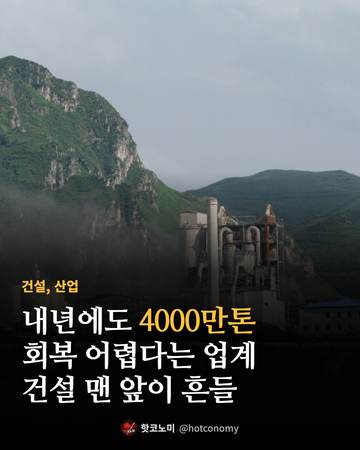 건설, 산업
내년에도 4000만톤
회복 어렵다는 업계
건설 맨 앞이 흔들
핫코노미 @hotconomy